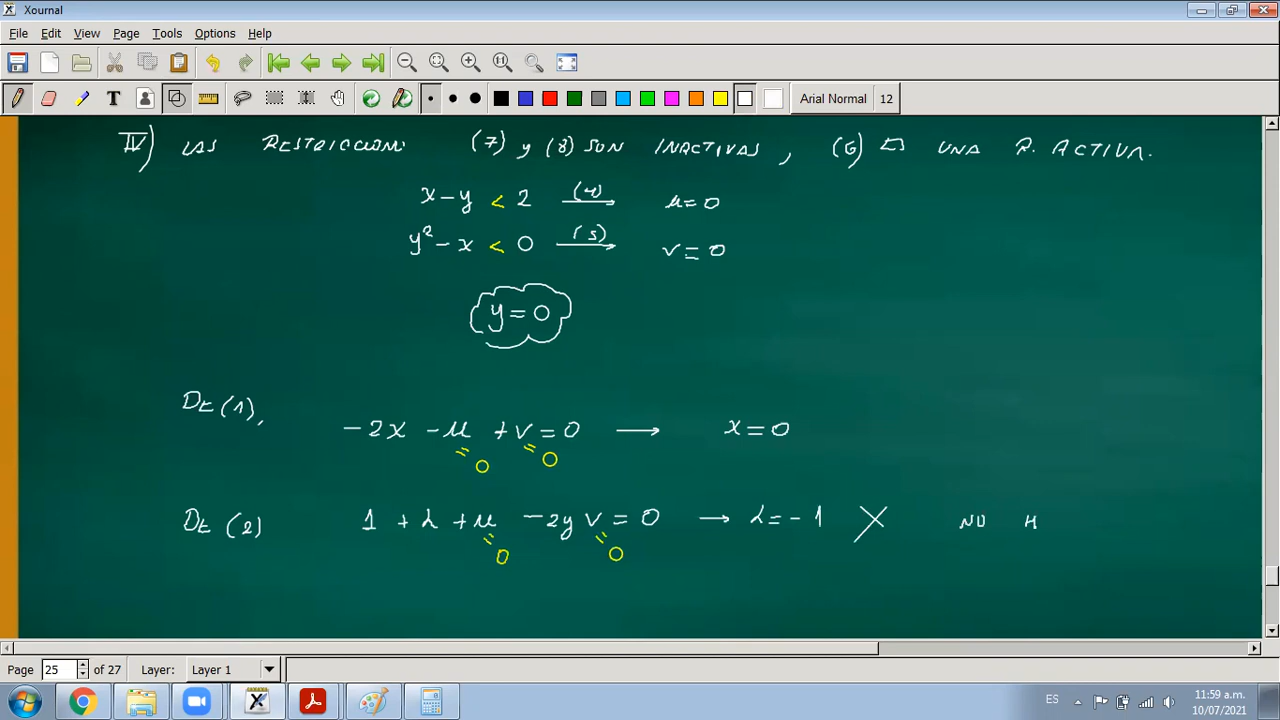 Xournal
File Edit View Page Tools Options Help
Arial Normal 12
IV) LAS RESTRICCION (7) y (8) SON INACTIVAS, (6) ES UNA R. ACTIVA.
x-y < 2 (4)→ μ=0
y² - x < 0 (5)→ v=0
y=0
DE (1), -2x -μ +v=0 → x=0
=0 =0
DE (2) 1 + λ + μ -2y v = 0 → λ=-1 X NO H
=0 =0
Page 25 of 27 Layer: Layer 1
ES 11:59 a.m.
10/07/2021